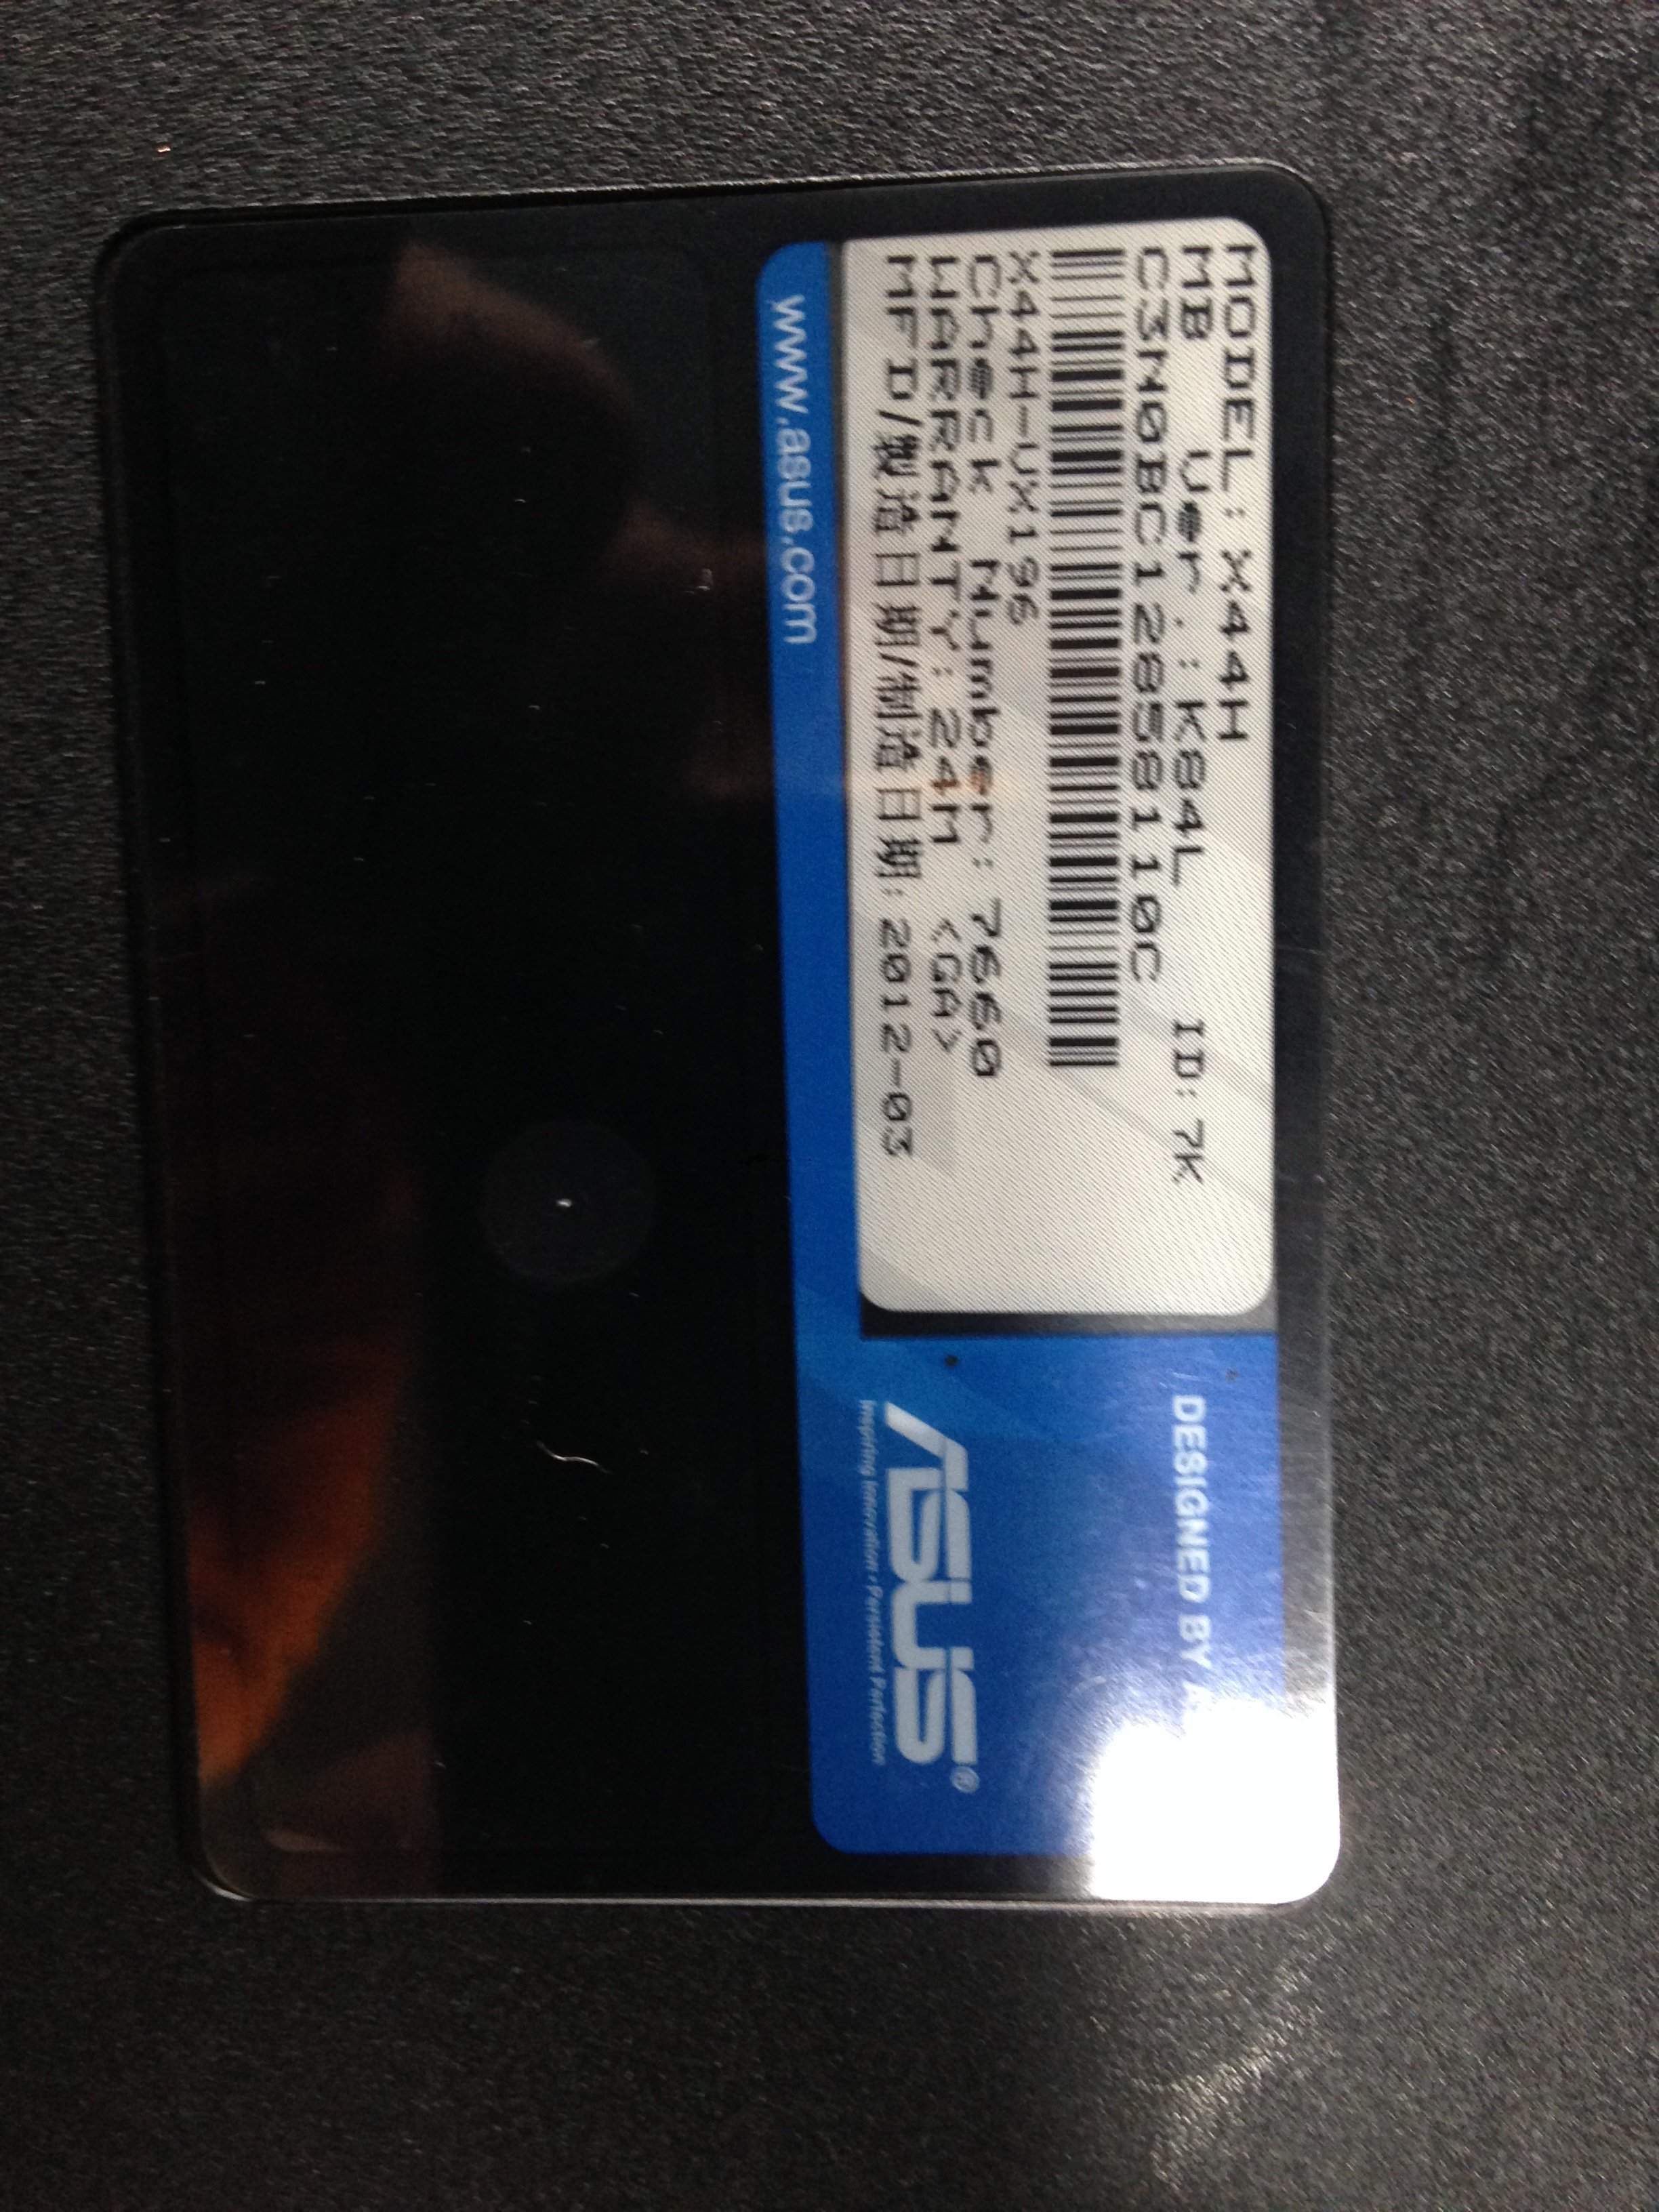 MODEL: X44H
MB Ver.: K84L ID: 7K
C3N0BC12858110C
X44H-VX196
Check Number: 7660
WARRANTY: 24M <GA>
MFD/製造日期/制造日期: 2012-03
www.asus.com
DESIGNED BY
ASUS®
Inspiring Innovation • Persistent Perfection